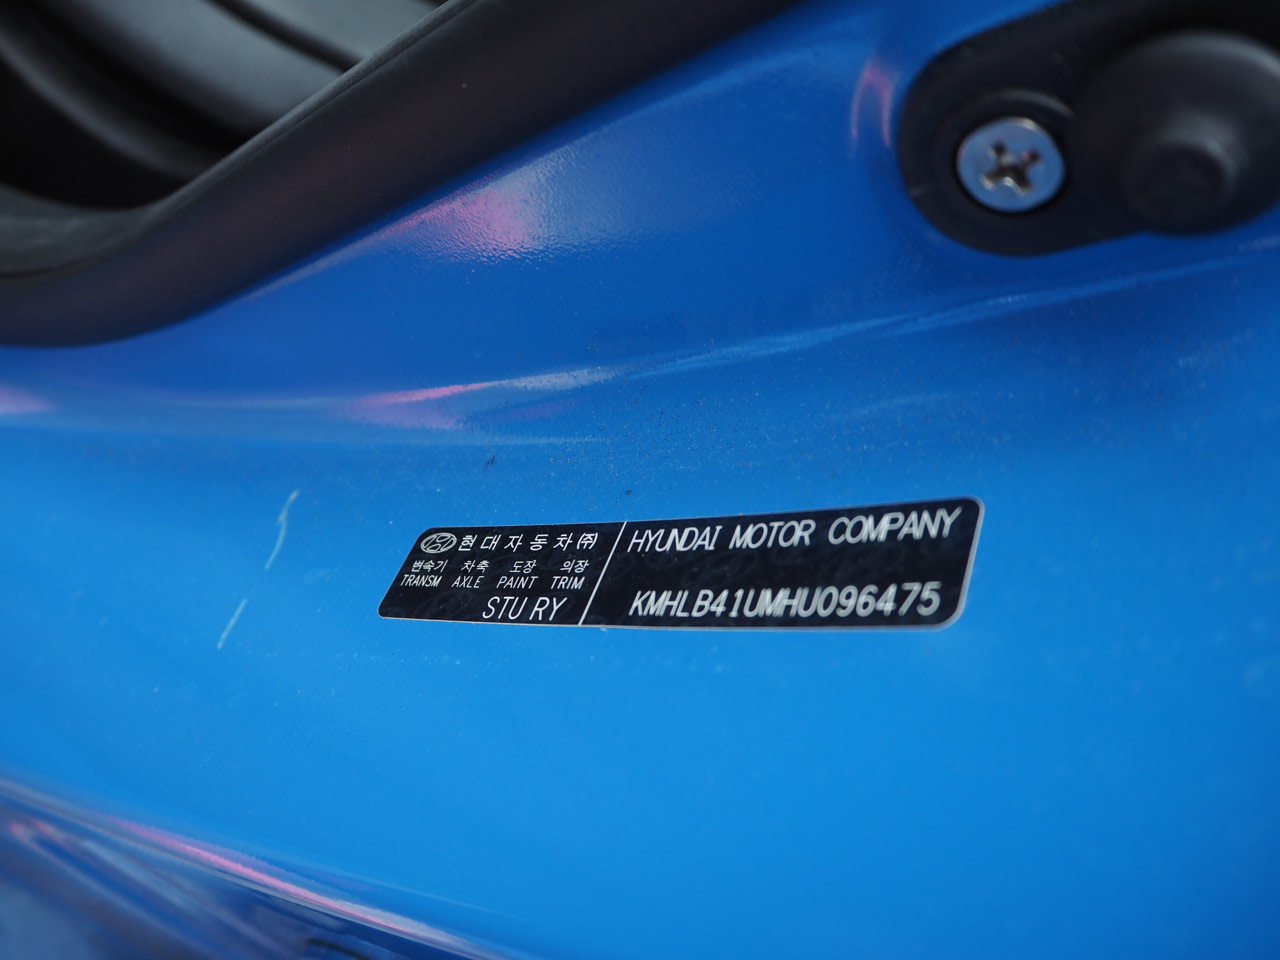 현대자동차(주)
변속기 차축 도장 의장
TRANSM AXLE PAINT TRIM
STU RY
HYUNDAI MOTOR COMPANY
KMHLB41UMHU096475